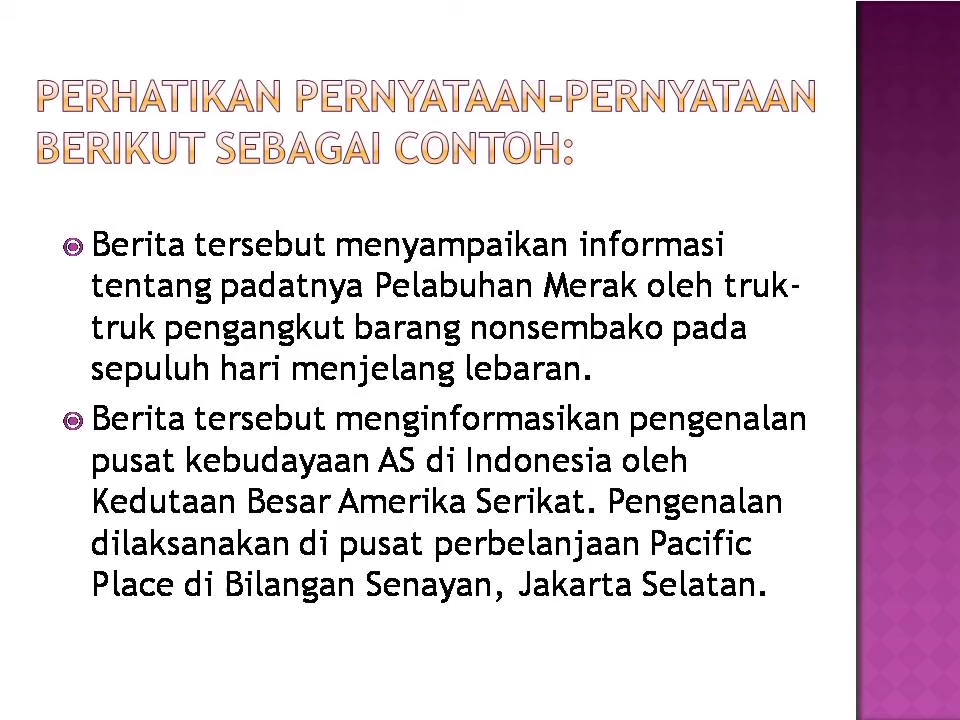 PERHATIKAN PERNYATAAN-PERNYATAAN
BERIKUT SEBAGAI CONTOH:
Berita tersebut menyampaikan informasi
tentang padatnya Pelabuhan Merak oleh truk-
truk pengangkut barang nonsembako pada
sepuluh hari menjelang lebaran.
Berita tersebut menginformasikan pengenalan
pusat kebudayaan AS di Indonesia oleh
Kedutaan Besar Amerika Serikat. Pengenalan
dilaksanakan di pusat perbelanjaan Pacific
Place di Bilangan Senayan, Jakarta Selatan.